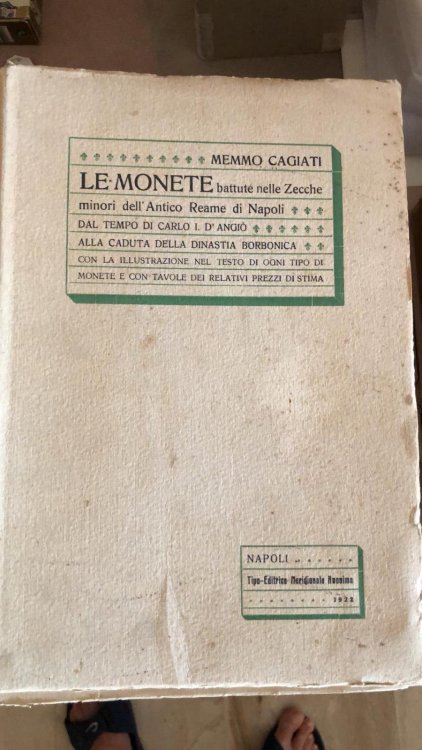 MEMMO CAGIATI
LE·MONETE battute nelle Zecche
minori dell'Antico Reame di Napoli
DAL TEMPO DI CARLO I. D'ANGIÒ
ALLA CADUTA DELLA DINASTIA BORBONICA
CON LA ILLUSTRAZIONE NEL TESTO DI OGNI TIPO DI
MONETE E CON TAVOLE DEI RELATIVI PREZZI DI STIMA
NAPOLI . . . . . . .
Tipo-Editrice Meridionale Anonima
. . . . . . . . 1922